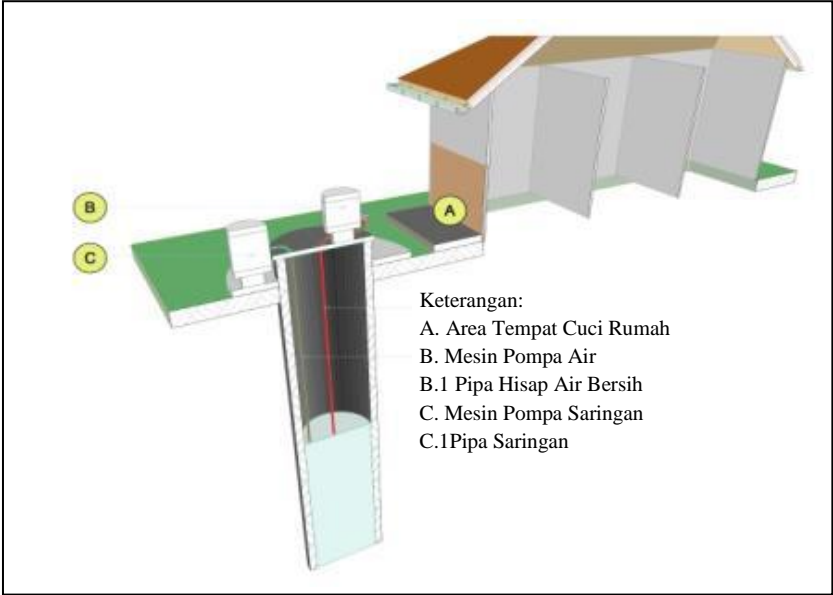 B
A
C
Keterangan:
A. Area Tempat Cuci Rumah
B. Mesin Pompa Air
B.1 Pipa Hisap Air Bersih
C. Mesin Pompa Saringan
C.1Pipa Saringan